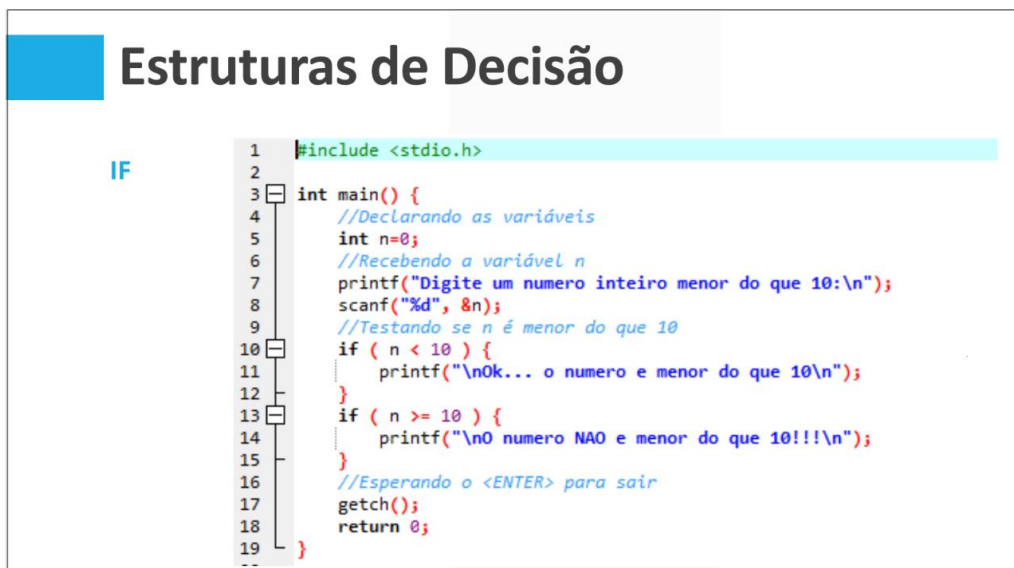 Estruturas de Decisão
IF
1 #include <stdio.h>
2
3 int main() {
4 //Declarando as variáveis
5 int n=0;
6 //Recebendo a variável n
7 printf("Digite um numero inteiro menor do que 10:\n");
8 scanf("%d", &n);
9 //Testando se n é menor do que 10
10 if ( n < 10 ) {
11 printf("\nOk... o numero e menor do que 10\n");
12 }
13 if ( n >= 10 ) {
14 printf("\nO numero NAO e menor do que 10!!!\n");
15 }
16 //Esperando o <ENTER> para sair
17 getch();
18 return 0;
19 }